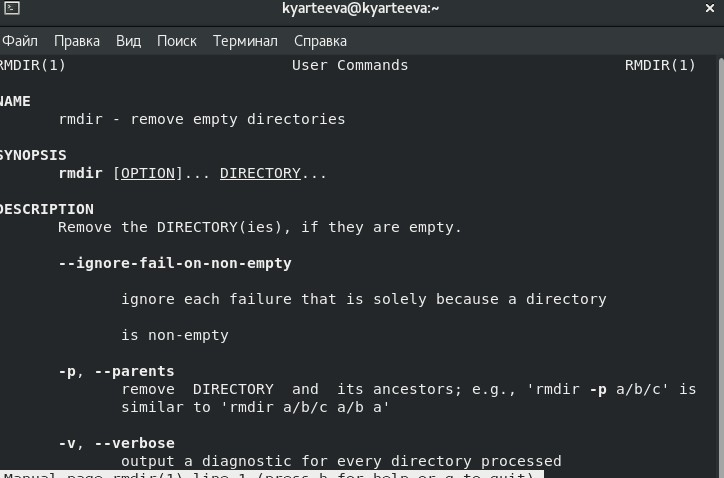 kyarteeva@kyarteeva:~
Файл Правка Вид Поиск Терминал Справка
RMDIR(1) User Commands RMDIR(1)
NAME
rmdir - remove empty directories
SYNOPSIS
rmdir [OPTION]... DIRECTORY...
DESCRIPTION
Remove the DIRECTORY(ies), if they are empty.
--ignore-fail-on-non-empty
ignore each failure that is solely because a directory
is non-empty
-p, --parents
remove  DIRECTORY  and  its ancestors; e.g., 'rmdir -p a/b/c' is
similar to 'rmdir a/b/c a/b a'
-v, --verbose
output a diagnostic for every directory processed
Manual page rmdir(1) line 1 (press h for help or q to quit)